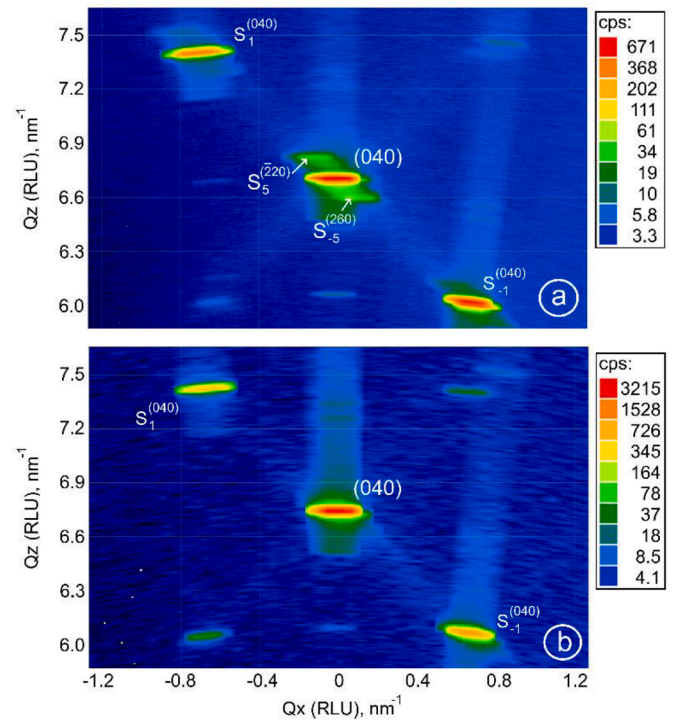 cps:
7.5
S₁⁽⁰⁴⁰⁾
671
368
7.2
202
111
6.9
61
(040)
34
S₅⁽²̄²⁰⁾
19
6.6
10
S₋₅⁽²⁶⁰⁾
5.8
6.3
3.3
S₋₁⁽⁰⁴⁰⁾
6.0
a
Qz (RLU), nm⁻¹
cps:
7.5
3215
S₁⁽⁰⁴⁰⁾
1528
7.2
726
345
(040)
164
6.9
78
37
6.6
18
8.5
6.3
4.1
S₋₁⁽⁰⁴⁰⁾
6.0
b
Qz (RLU), nm⁻¹
-1.2 -0.8 -0.4 0 0.4 0.8 1.2
Qx (RLU), nm⁻¹